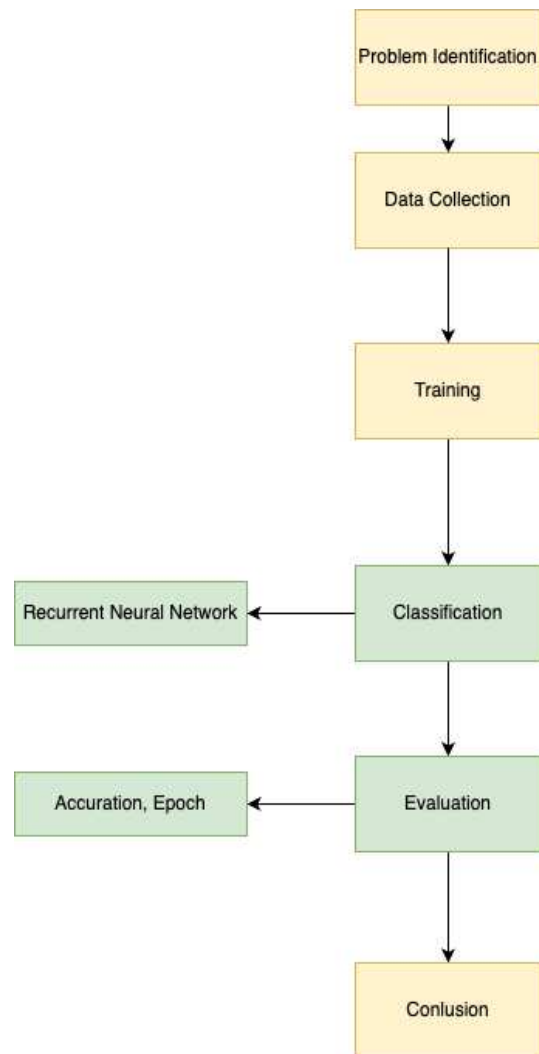 Problem Identification
Data Collection
Training
Recurrent Neural Network
Classification
Accuration, Epoch
Evaluation
Conlusion